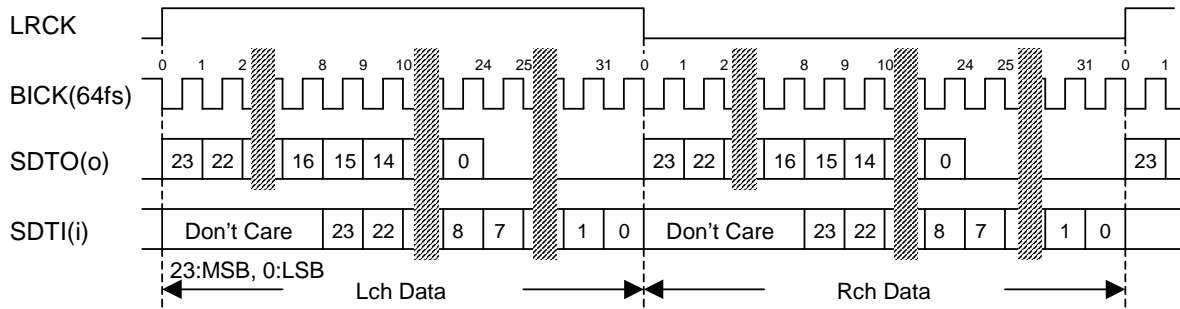 LRCK
0 1 2 8 9 10 24 25 31 0 1 2 8 9 10 24 25 31 0 1
BICK(64fs)
SDTO(o) 23 22 16 15 14 0 23 22 16 15 14 0 23
SDTI(i) Don't Care 23 22 8 7 1 0 Don't Care 23 22 8 7 1 0
23:MSB, 0:LSB
Lch Data Rch Data